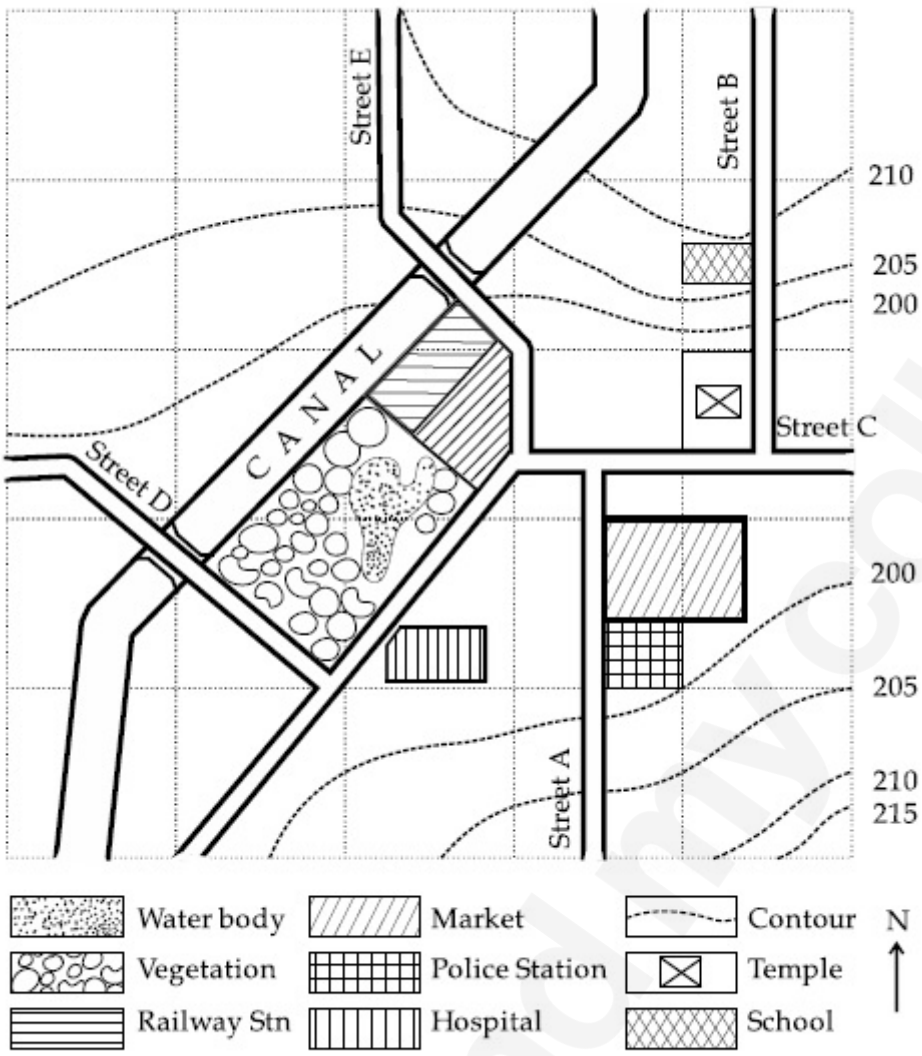 Street E
Street B
210
205
200
CANAL
Street C
Street D
200
205
210
215
Street A
Water body
Market
Contour
N
Vegetation
Police Station
Temple
Railway Stn
Hospital
School